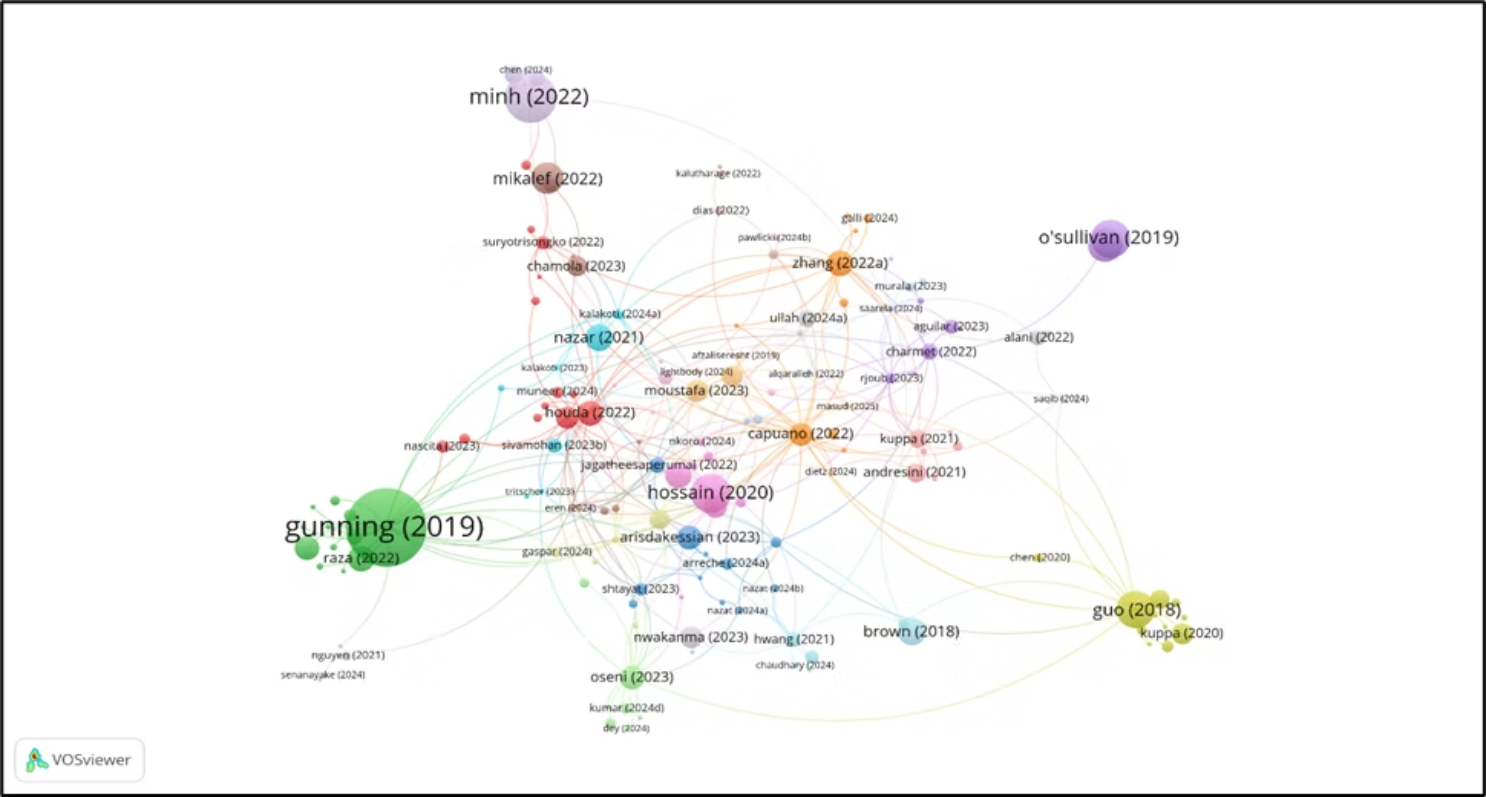 chen (2024)
minh (2022)
kalutharage (2022)
mikalef (2022)
dias (2022)
galli (2024)
pawlicki (2024b)
o'sullivan (2019)
suryotrisongko (2022)
zhang (2022a)
chamola (2023)
murala (2023)
saarela (2024)
kalakoti (2024a)
ullah (2024a)
aguilar (2023)
nazar (2021)
alani (2022)
charmet (2022)
afzaliseresht (2019)
kalakoti (2023)
lightbody (2024)
alqaralleh (2022)
rjoub (2023)
muneer (2024)
moustafa (2023)
saqib (2024)
masud (2025)
houda (2022)
capuano (2022)
kuppa (2021)
nascita (2023)
sivamohan (2023b)
nkoro (2024)
jagatheesaperumal (2022)
dietz (2024)
andresini (2021)
tritscher (2023)
hossain (2020)
eren (2024)
gunning (2019)
arisdakessian (2023)
raza (2022)
gaspar (2024)
chen (2020)
arreche (2024a)
shtayat (2023)
nazat (2024b)
nazat (2024a)
guo (2018)
kuppa (2020)
nwakanma (2023)
hwang (2021)
brown (2018)
nguyen (2021)
chaudhary (2024)
senanayake (2024)
oseni (2023)
kumar (2024d)
dey (2024)
VOSviewer